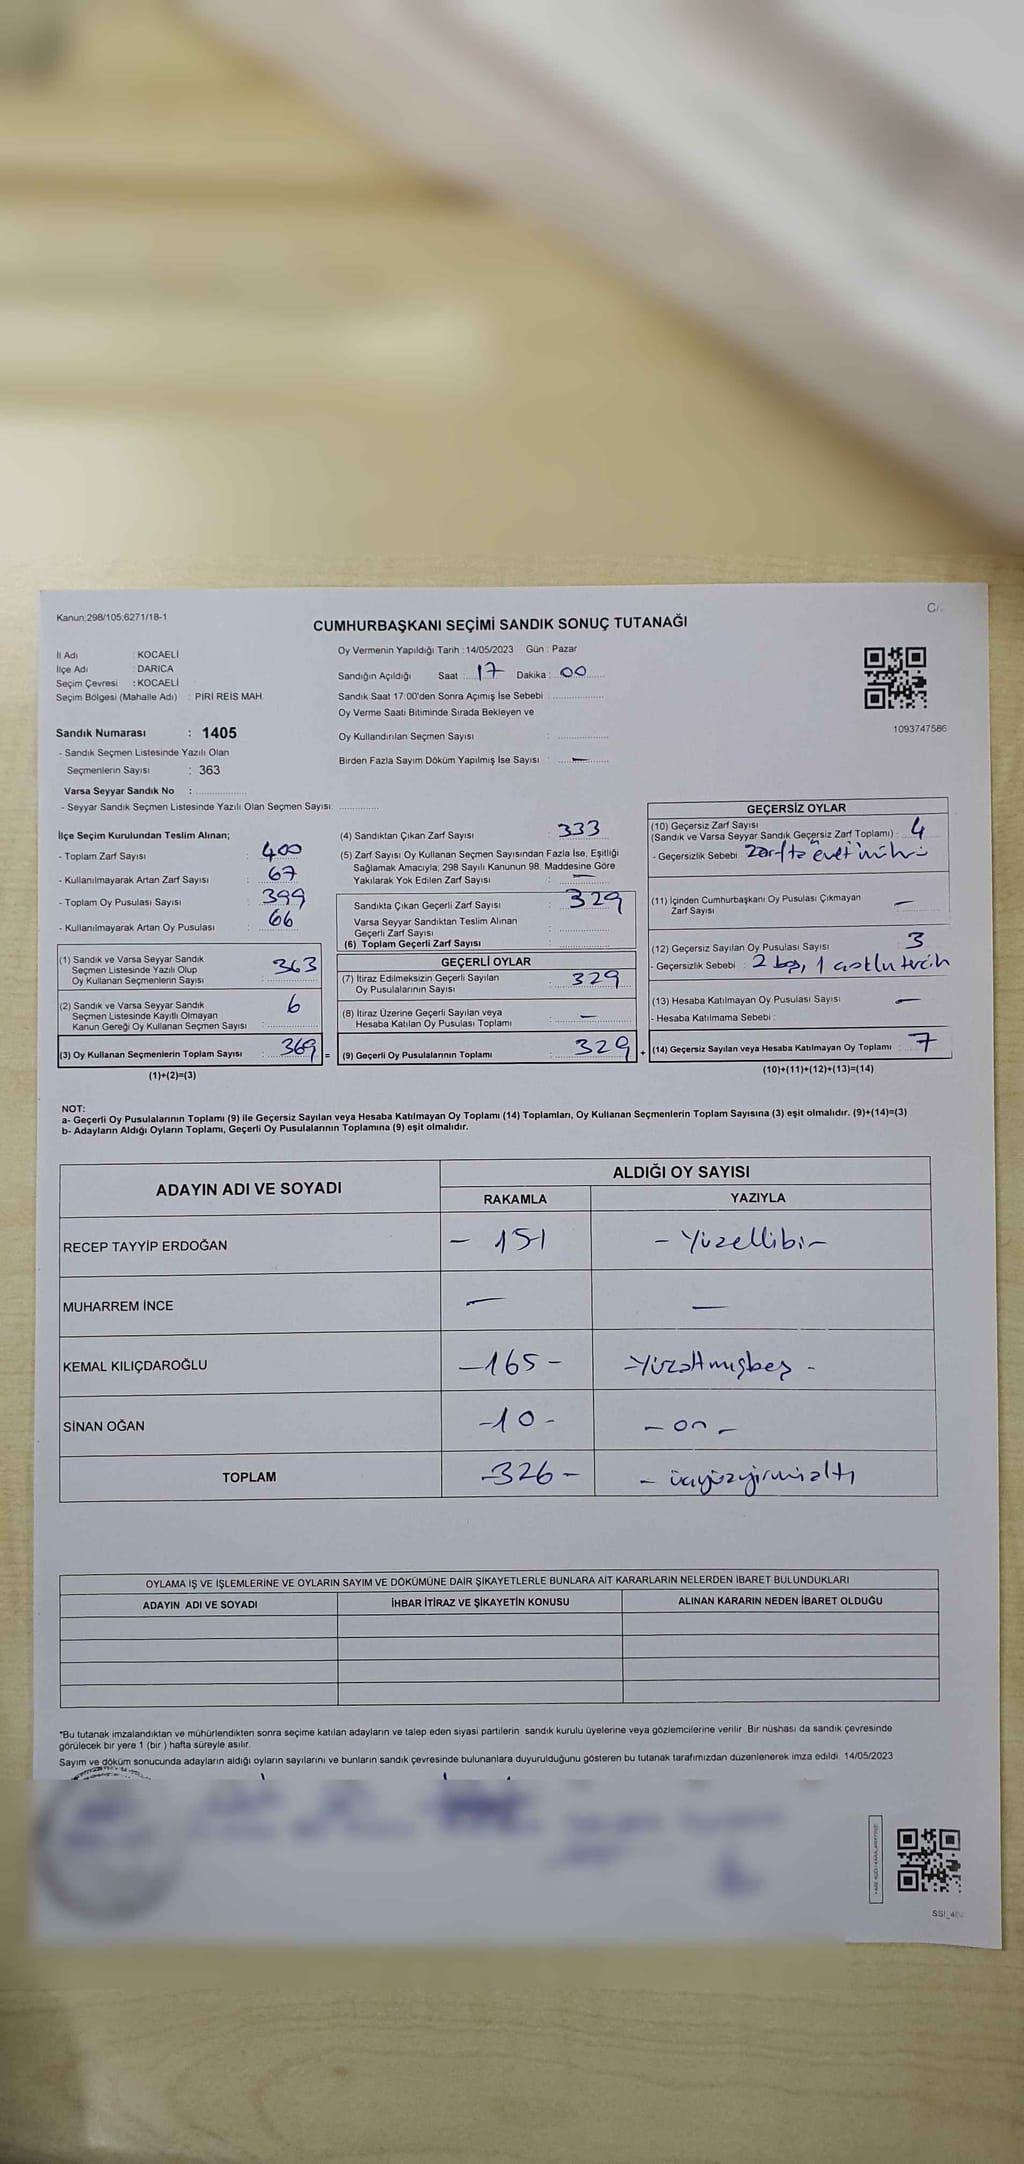 Kanun;298/105;6271/18-1
C/.
CUMHURBAŞKANI SEÇİMİ SANDIK SONUÇ TUTANAĞI
İl Adı : KOCAELİ
İlçe Adı : DARICA
Seçim Çevresi : KOCAELİ
Seçim Bölgesi (Mahalle Adı) : PİRİ REİS MAH.
Sandık Numarası : 1405
- Sandık Seçmen Listesinde Yazılı Olan
Seçmenlerin Sayısı : 363
Varsa Seyyar Sandık No :
- Seyyar Sandık Seçmen Listesinde Yazılı Olan Seçmen Sayısı:
Oy Vermenin Yapıldığı Tarih : 14/05/2023 Gün : Pazar
Sandığın Açıldığı Saat : 17 Dakika : 00
Sandık Saat 17:00'den Sonra Açımış İse Sebebi :
Oy Verme Saati Bitiminde Sırada Bekleyen ve
Oy Kullandırılan Seçmen Sayısı :
Birden Fazla Sayım Döküm Yapılmış İse Sayısı : —
1093747586
İlçe Seçim Kurulundan Teslim Alınan;
- Toplam Zarf Sayısı : 400
- Kullanılmayarak Artan Zarf Sayısı : 67
- Toplam Oy Pusulası Sayısı : 399
- Kullanılmayarak Artan Oy Pusulası : 66
(1) Sandık ve Varsa Seyyar Sandık
Seçmen Listesinde Yazılı Olup
Oy Kullanan Seçmenlerin Sayısı : 363
(2) Sandık ve Varsa Seyyar Sandık
Seçmen Listesinde Kayıtlı Olmayan
Kanun Gereği Oy Kullanan Seçmen Sayısı : 6
(3) Oy Kullanan Seçmenlerin Toplam Sayısı : 369 =
(1)+(2)=(3)
(4) Sandıktan Çıkan Zarf Sayısı : 333
(5) Zarf Sayısı Oy Kullanan Seçmen Sayısından Fazla İse, Eşitliği
Sağlamak Amacıyla, 298 Sayılı Kanunun 98. Maddesine Göre
Yakılarak Yok Edilen Zarf Sayısı : —
Sandıkta Çıkan Geçerli Zarf Sayısı : 329
Varsa Seyyar Sandıktan Teslim Alınan
Geçerli Zarf Sayısı :
(6) Toplam Geçerli Zarf Sayısı :
GEÇERLİ OYLAR
(7) İtiraz Edilmeksizin Geçerli Sayılan
Oy Pusulalarının Sayısı : 329
(8) İtiraz Üzerine Geçerli Sayılan veya
Hesaba Katılan Oy Pusulası Toplamı : —
(9) Geçerli Oy Pusulalarının Toplamı : 329 +
GEÇERSİZ OYLAR
(10) Geçersiz Zarf Sayısı
(Sandık ve Varsa Seyyar Sandık Geçersiz Zarf Toplamı) : 4
- Geçersizlik Sebebi : zarfta evet
(11) İçinden Cumhurbaşkanı Oy Pusulası Çıkmayan
Zarf Sayısı : —
(12) Geçersiz Sayılan Oy Pusulası Sayısı : 3
- Geçersizlik Sebebi : 2 boş, 1 tercih
(13) Hesaba Katılmayan Oy Pusulası Sayısı : —
- Hesaba Katılmama Sebebi :
(14) Geçersiz Sayılan veya Hesaba Katılmayan Oy Toplamı : 7
(10)+(11)+(12)+(13)=(14)
NOT:
a- Geçerli Oy Pusulalarının Toplamı (9) ile Geçersiz Sayılan veya Hesaba Katılmayan Oy Toplamı (14) Toplamları, Oy Kullanan Seçmenlerin Toplam Sayısına (3) eşit olmalıdır. (9)+(14)=(3)
b- Adayların Aldığı Oyların Toplamı, Geçerli Oy Pusulalarının Toplamına (9) eşit olmalıdır.
ADAYIN ADI VE SOYADI ALDIĞI OY SAYISI
RAKAMLA YAZIYLA
RECEP TAYYİP ERDOĞAN - 151 - Yüzellibir
MUHARREM İNCE — —
KEMAL KILIÇDAROĞLU - 165 - - Yüzatmışbeş -
SİNAN OĞAN - 10 - - on -
TOPLAM - 326 - - üçyüzyirmialtı
OYLAMA İŞ VE İŞLEMLERİNE VE OYLARIN SAYIM VE DÖKÜMÜNE DAİR ŞİKAYETLERLE BUNLARA AİT KARARLARIN NELERDEN İBARET BULUNDUKLARI
ADAYIN ADI VE SOYADI İHBAR İTİRAZ VE ŞİKAYETİN KONUSU ALINAN KARARIN NEDEN İBARET OLDUĞU
*Bu tutanak imzalandıktan ve mühürlendikten sonra seçime katılan adayların ve talep eden siyasi partilerin sandık kurulu üyelerine veya gözlemcilerine verilir. Bir nüshası da sandık çevresinde
görülecek bir yere 1 (bir) hafta süreyle asılır.
Sayım ve döküm sonucunda adayların aldığı oyların sayılarını ve bunların sandık çevresinde bulunanlara duyurulduğunu gösteren bu tutanak tarafımızdan düzenlenerek imza edildi. 14/05/2023